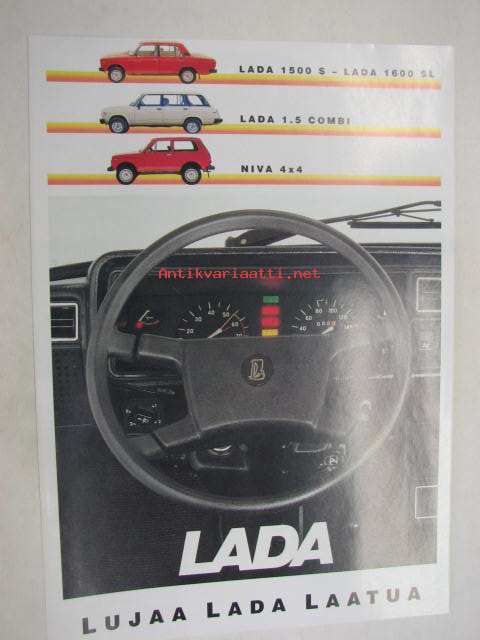 LADA 1500 S – LADA 1600 SL
LADA 1.5 COMBI
NIVA 4x4
Antikvariaatti.net
LADA
LUJAA LADA LAATUA